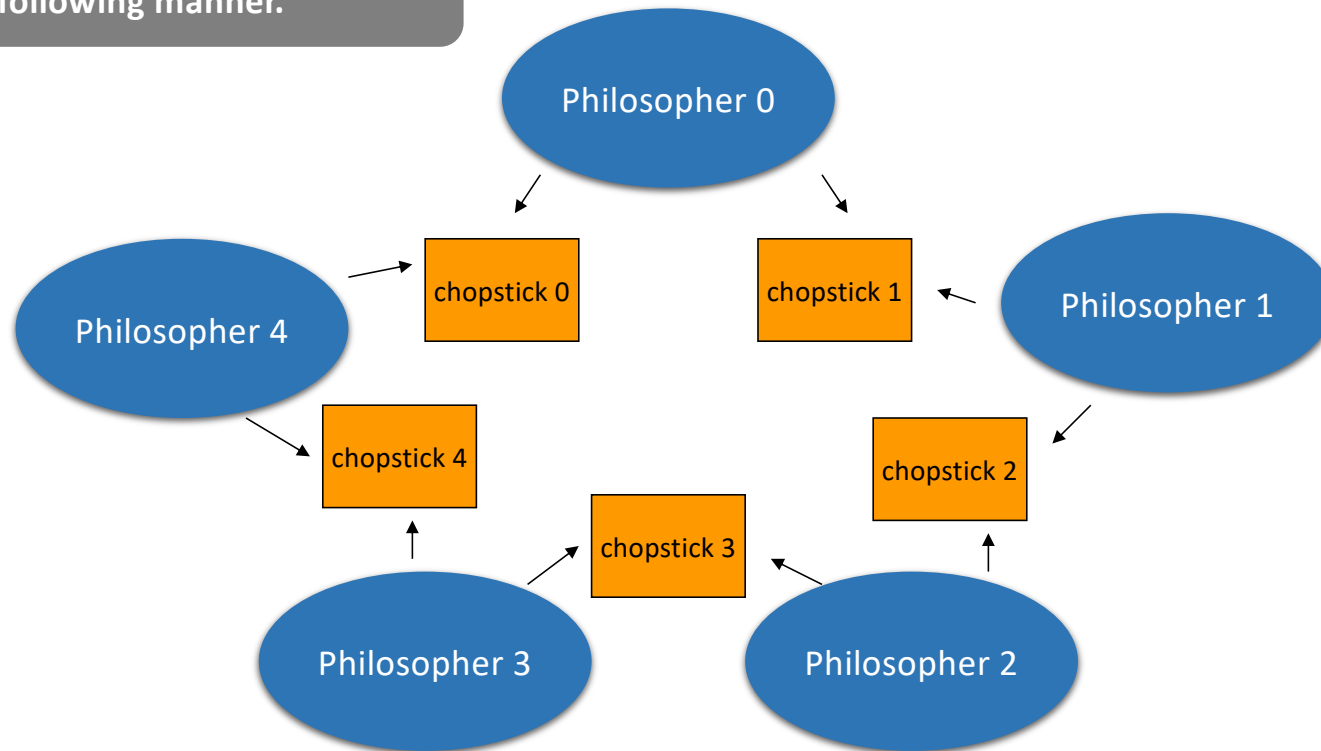 following manner.
Philosopher 0
chopstick 0
chopstick 1
Philosopher 1
Philosopher 4
chopstick 4
chopstick 2
chopstick 3
Philosopher 3
Philosopher 2